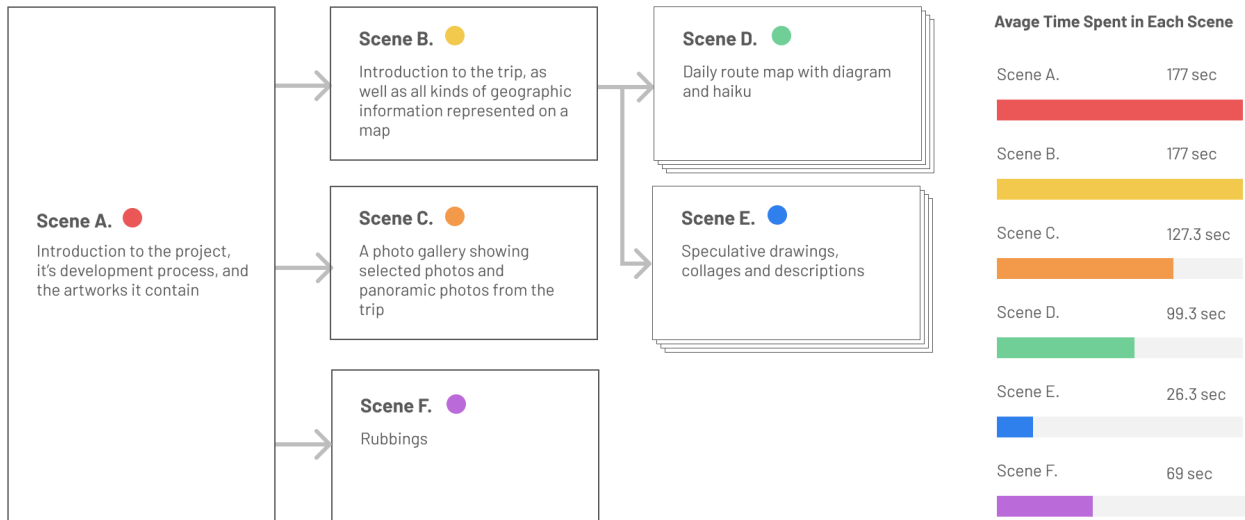 Scene A.
Introduction to the project,
it's development process, and
the artworks it contain
Scene B.
Introduction to the trip, as
well as all kinds of geographic
information represented on a
map
Scene C.
A photo gallery showing
selected photos and
panoramic photos from the
trip
Scene F.
Rubbings
Scene D.
Daily route map with diagram
and haiku
Scene E.
Speculative drawings,
collages and descriptions
Avage Time Spent in Each Scene
Scene A. 177 sec
Scene B. 177 sec
Scene C. 127.3 sec
Scene D. 99.3 sec
Scene E. 26.3 sec
Scene F. 69 sec